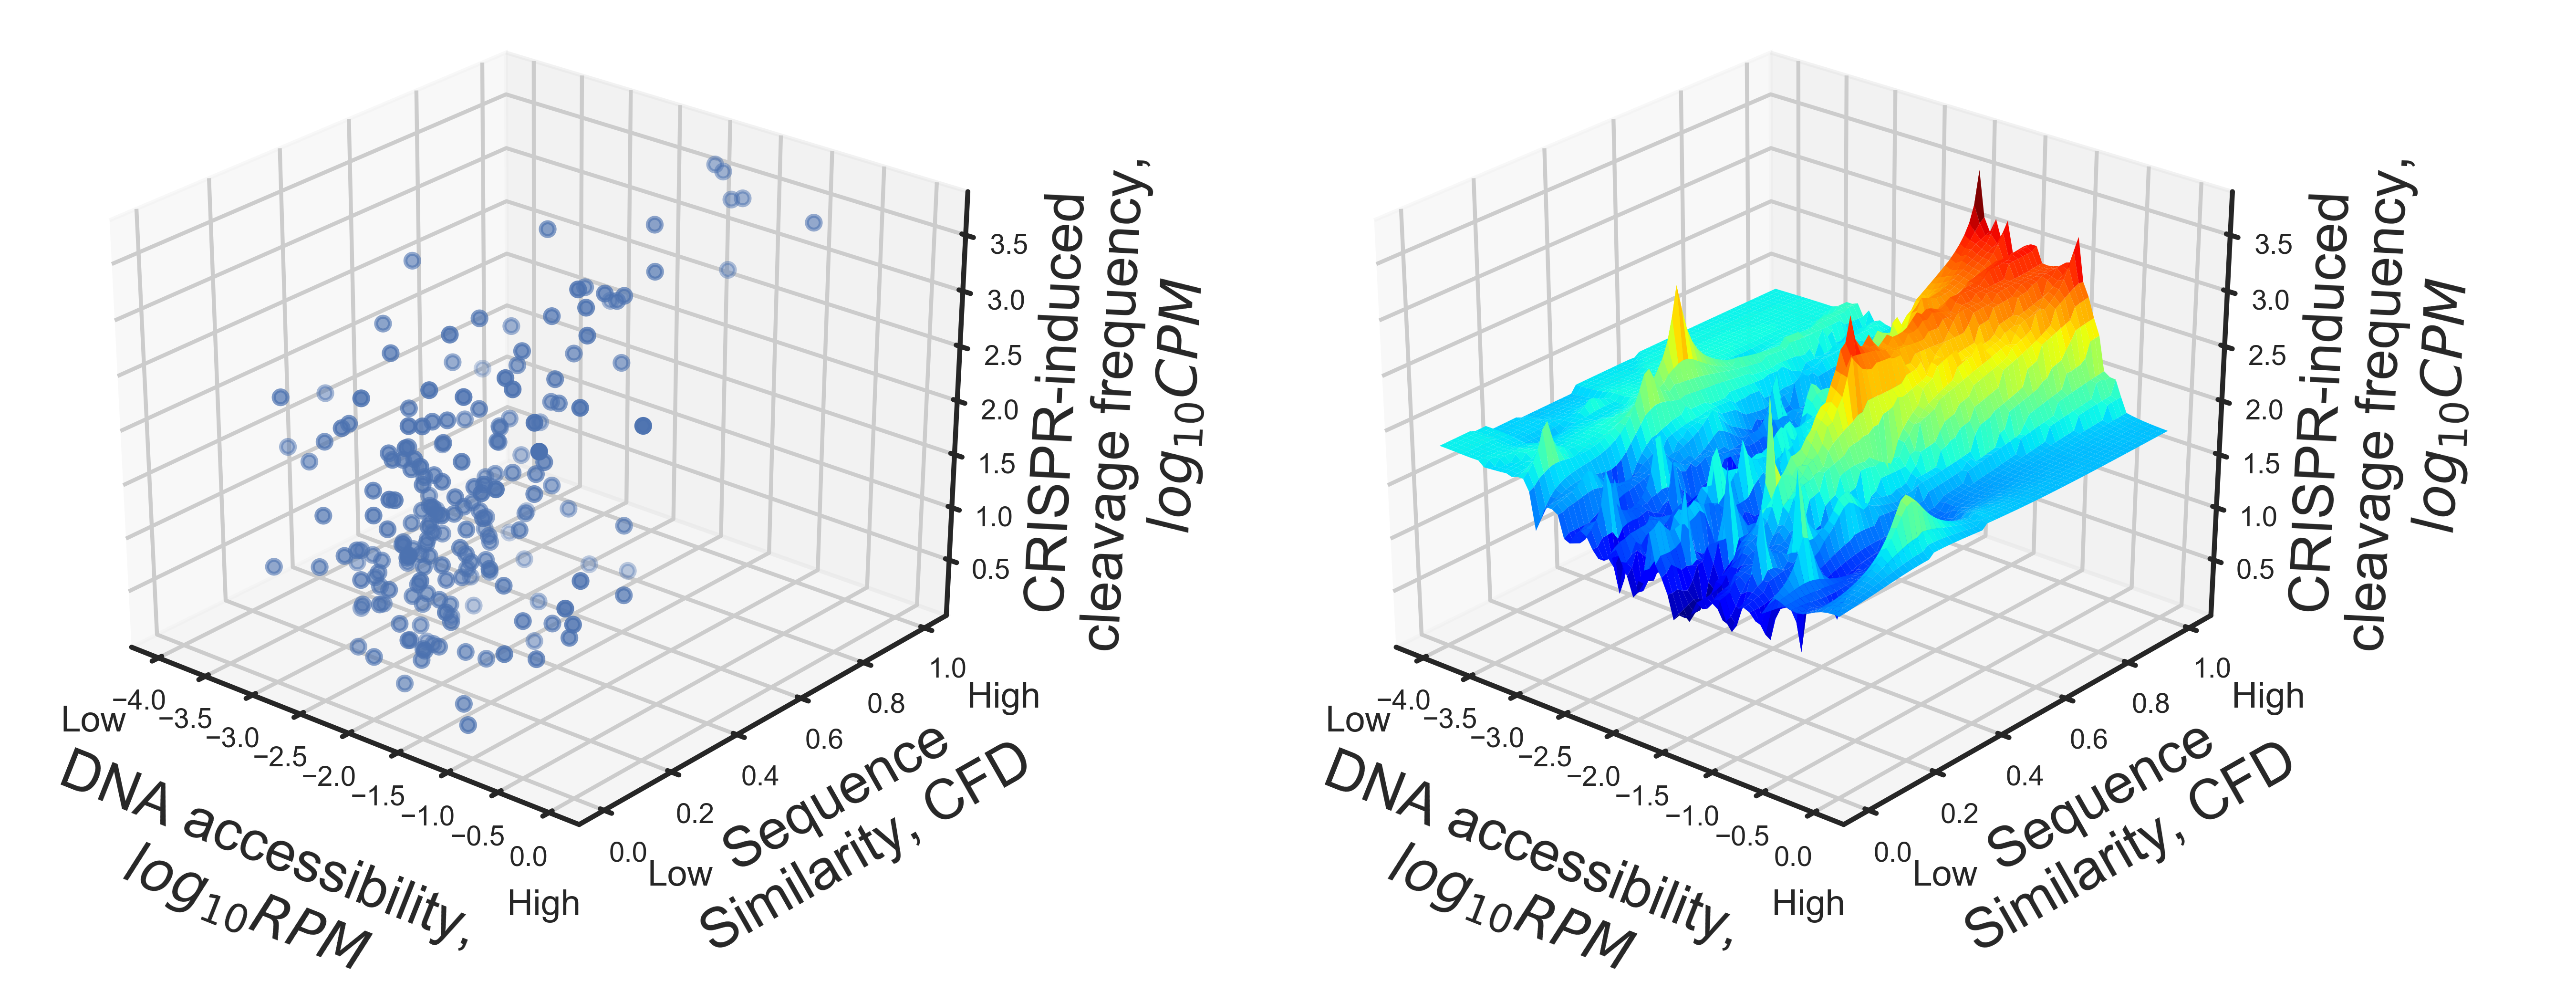 CRISPR-induced
cleavage frequency,
log10CPM
3.5
3.0
2.5
2.0
1.5
1.0
0.5
Low
−4.0
−3.5
−3.0
−2.5
−2.0
−1.5
−1.0
−0.5
0.0
High
DNA accessibility,
log10RPM
0.0
0.2
0.4
0.6
0.8
1.0
Low
High
Sequence
Similarity, CFD
CRISPR-induced
cleavage frequency,
log10CPM
3.5
3.0
2.5
2.0
1.5
1.0
0.5
Low
−4.0
−3.5
−3.0
−2.5
−2.0
−1.5
−1.0
−0.5
0.0
High
DNA accessibility,
log10RPM
0.0
0.2
0.4
0.6
0.8
1.0
Low
High
Sequence
Similarity, CFD